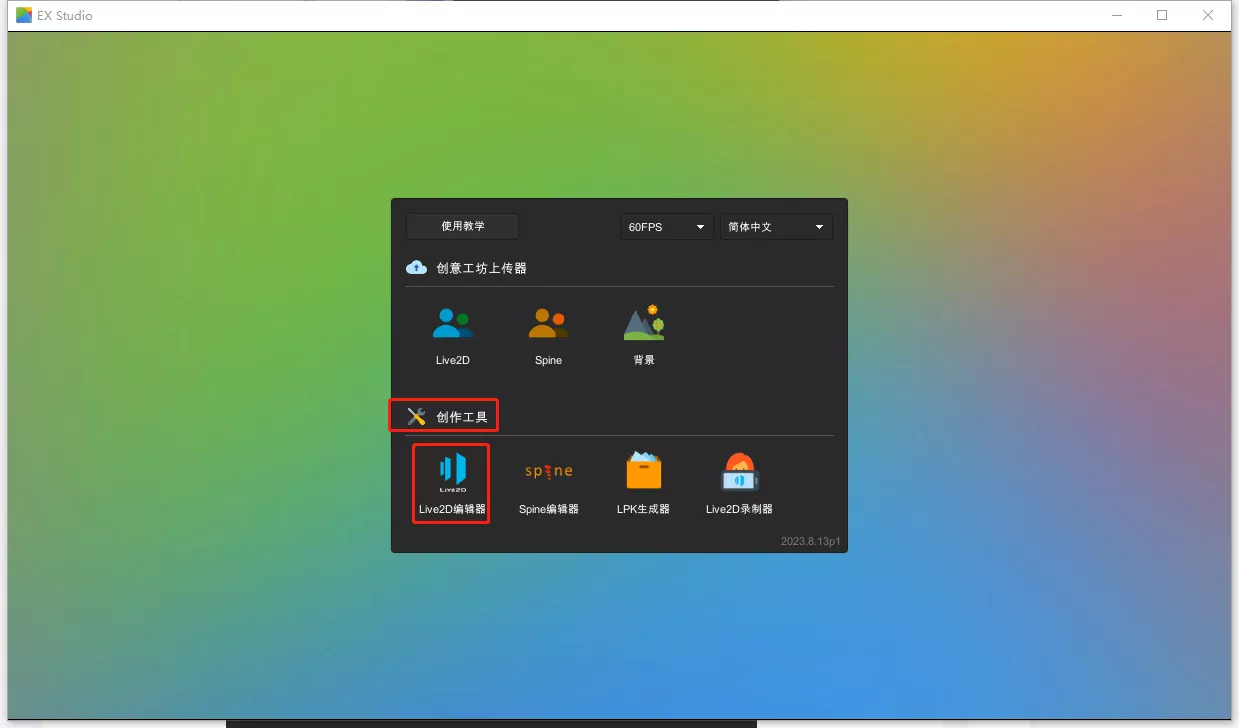 EX Studio
使用教学
60FPS
简体中文
创意工坊上传器
Live2D
Spine
背景
创作工具
Live2D
spine
Live2D编辑器
Spine编辑器
LPK生成器
Live2D录制器
2023.8.13p1